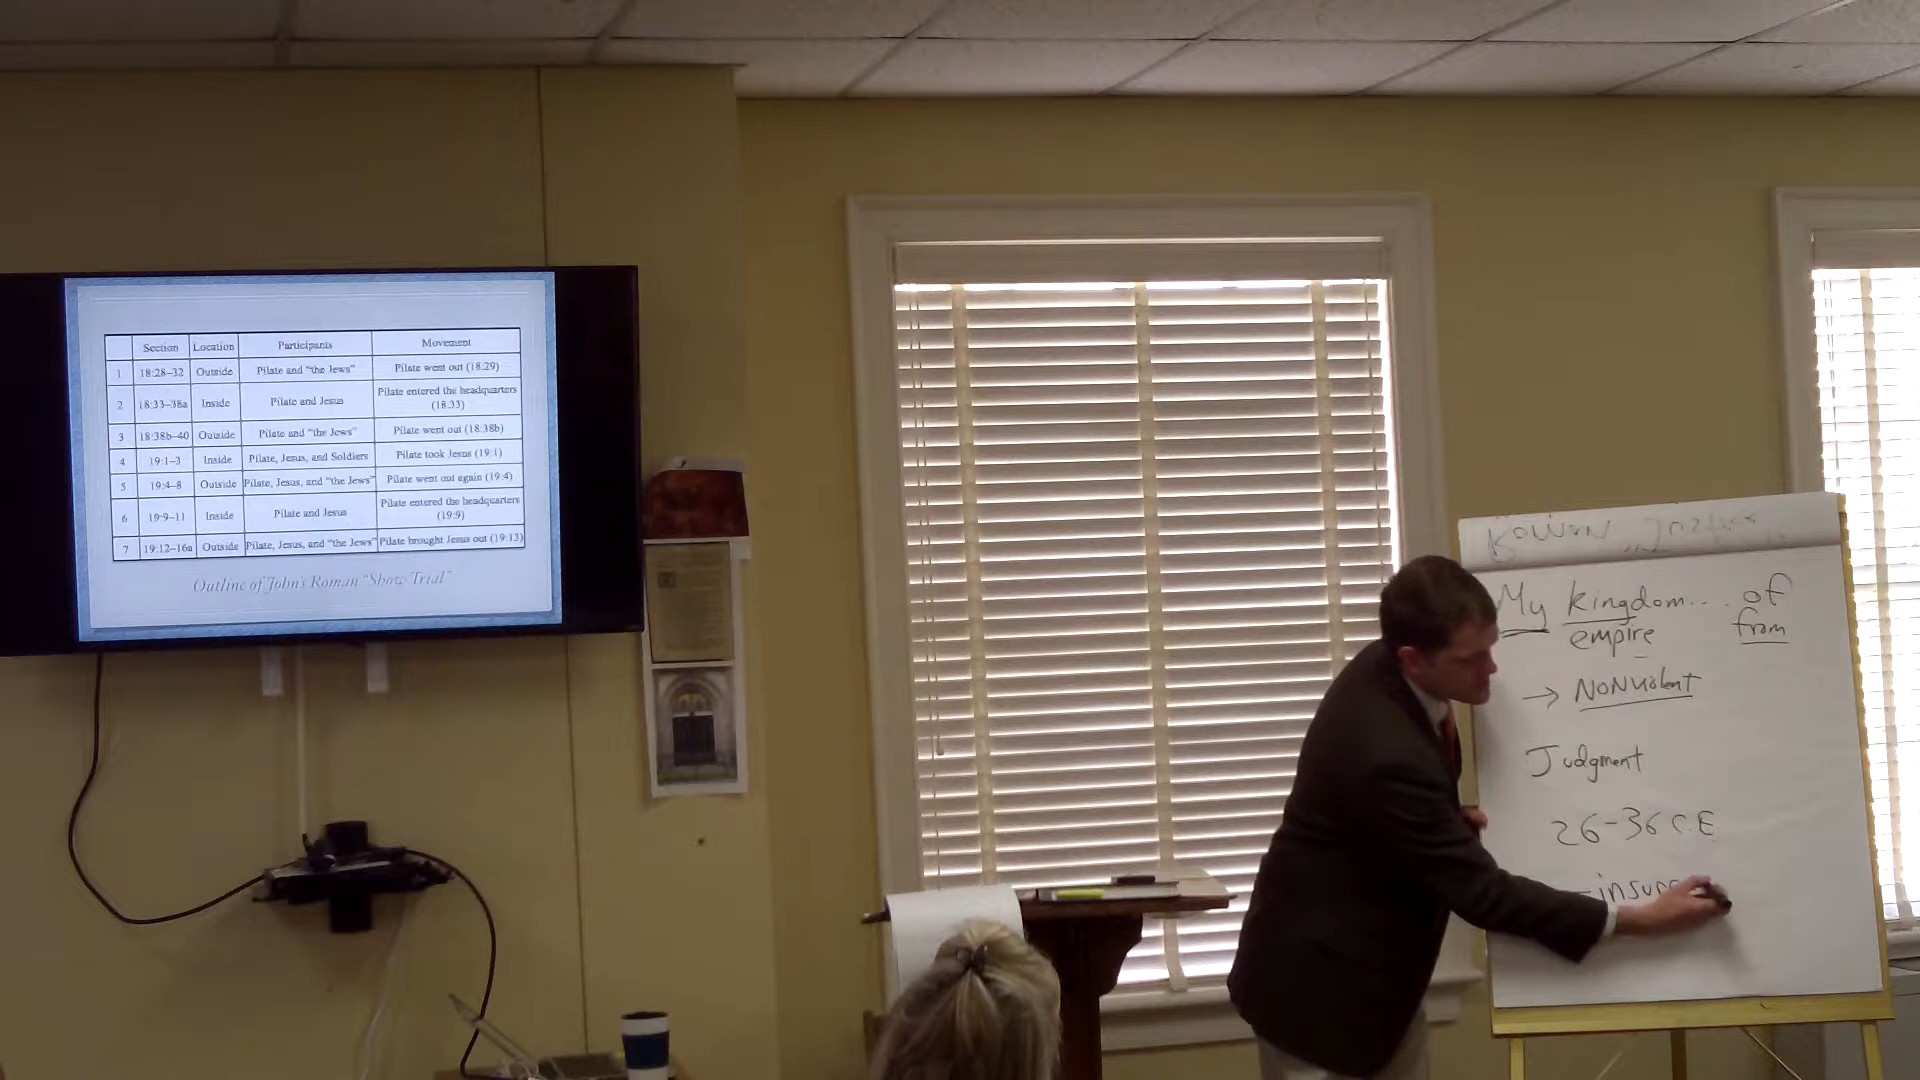 Section Location Participants Movement
1 18:28–32 Outside Pilate and "the Jews" Pilate went out (18:29)
2 18:33–38a Inside Pilate and Jesus Pilate entered the headquarters
(18:33)
3 18:38b–40 Outside Pilate and "the Jews" Pilate went out (18:38b)
4 19:1–3 Inside Pilate, Jesus, and Soldiers Pilate took Jesus (19:1)
5 19:4–8 Outside Pilate, Jesus, and "the Jews" Pilate went out again (19:4)
6 19:9–11 Inside Pilate and Jesus Pilate entered the headquarters
(19:9)
7 19:12–16a Outside Pilate, Jesus, and "the Jews" Pilate brought Jesus out (19:13)
Outline of John's Roman "Show Trial"
My kingdom... of
empire from
→ Nonviolent
Judgment
26-36 C.E